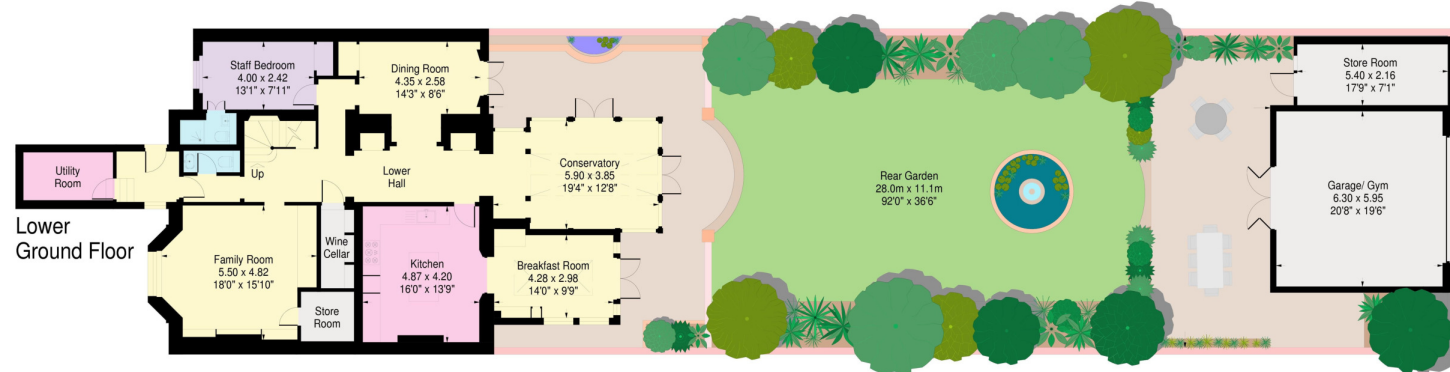 Staff Bedroom
4.00 x 2.42
13'1" x 7'11"
Dining Room
4.35 x 2.58
14'3" x 8'6"
Store Room
5.40 x 2.16
17'9" x 7'1"
Utility
Room
Up
Lower
Hall
Conservatory
5.90 x 3.85
19'4" x 12'8"
Rear Garden
28.0m x 11.1m
92'0" x 36'6"
Garage/ Gym
6.30 x 5.95
20'8" x 19'6"
Lower
Ground Floor
Family Room
5.50 x 4.82
18'0" x 15'10"
Wine
Cellar
Store
Room
Kitchen
4.87 x 4.20
16'0" x 13'9"
Breakfast Room
4.28 x 2.98
14'0" x 9'9"